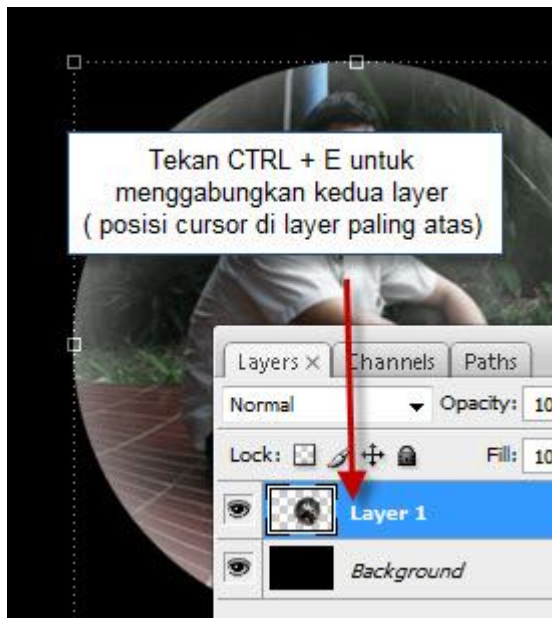 Tekan CTRL + E untuk
menggabungkan kedua layer
( posisi cursor di layer paling atas)
Layers × Channels Paths
Normal Opacity: 10
Lock: Fill: 10
Layer 1
Background